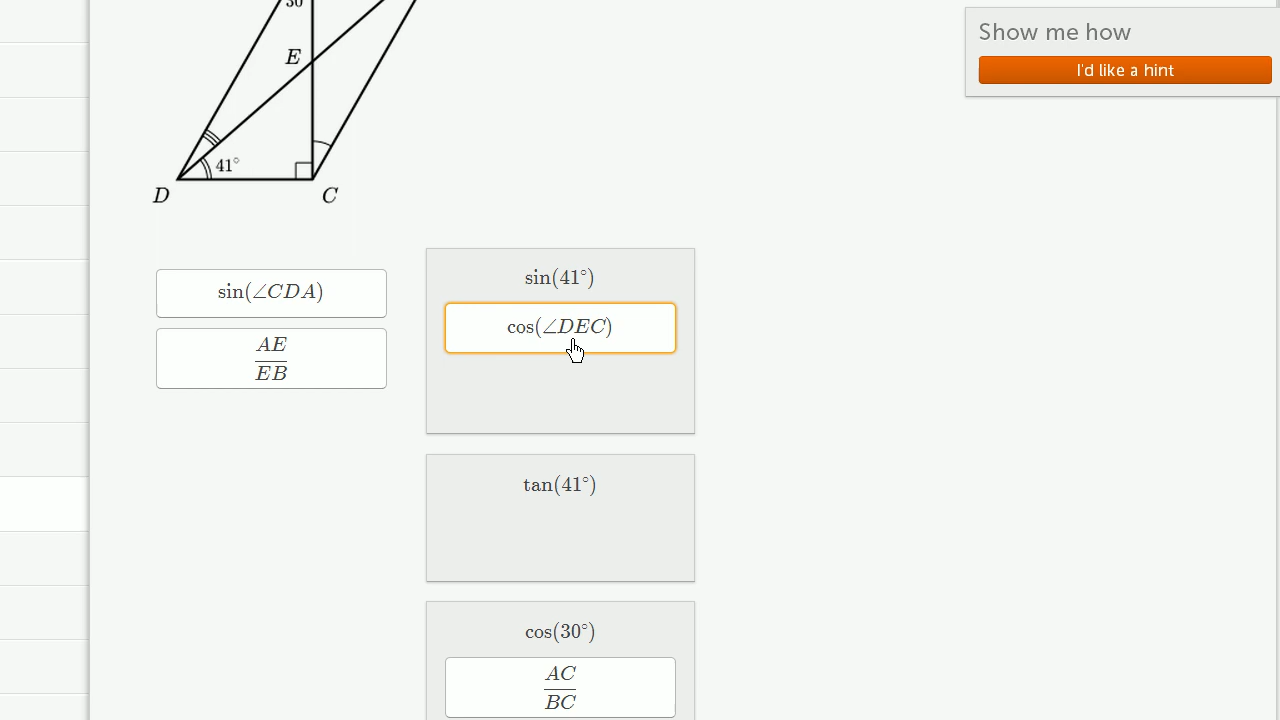 30
Show me how
I'd like a hint
E
41°
D
C
sin(∠CDA)
AE
EB
sin(41°)
cos(∠DEC)
tan(41°)
cos(30°)
AC
BC